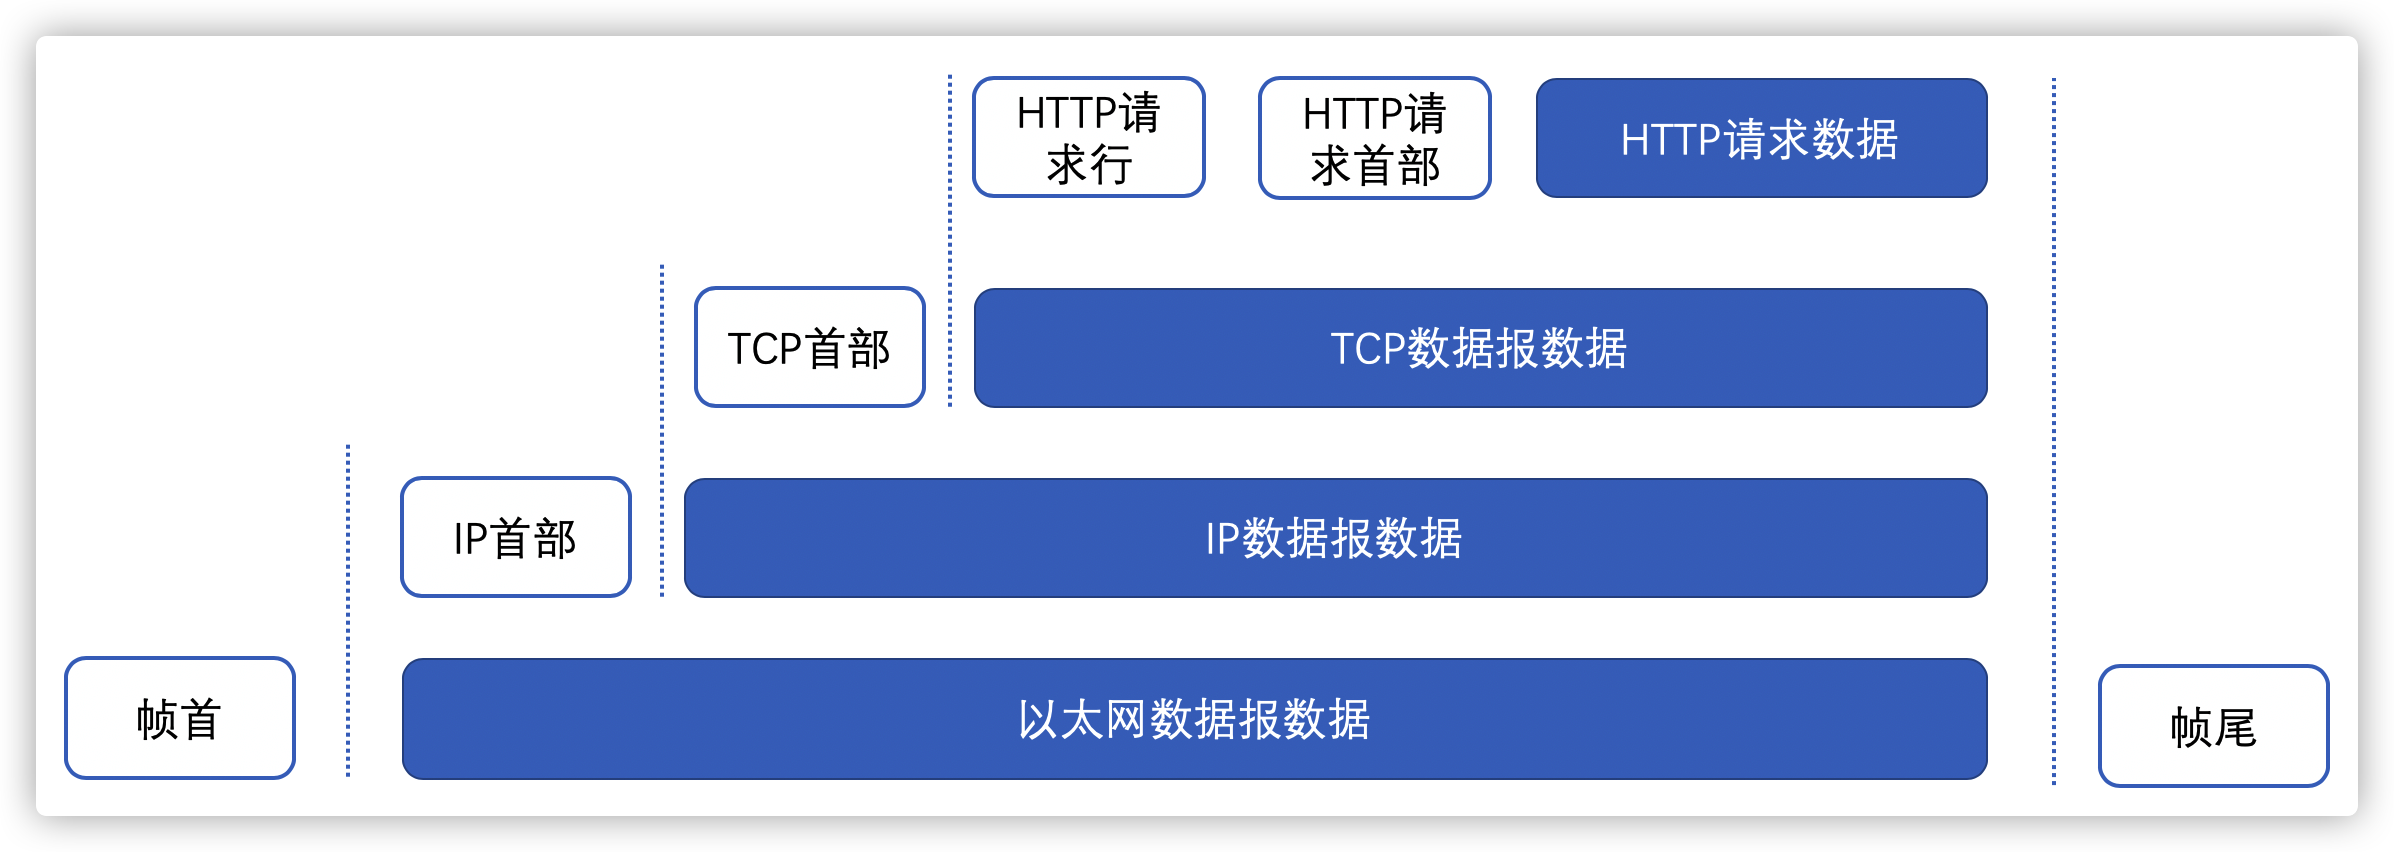 HTTP请
求行
HTTP请
求首部
HTTP请求数据
TCP首部
TCP数据报数据
IP首部
IP数据报数据
帧首
以太网数据报数据
帧尾